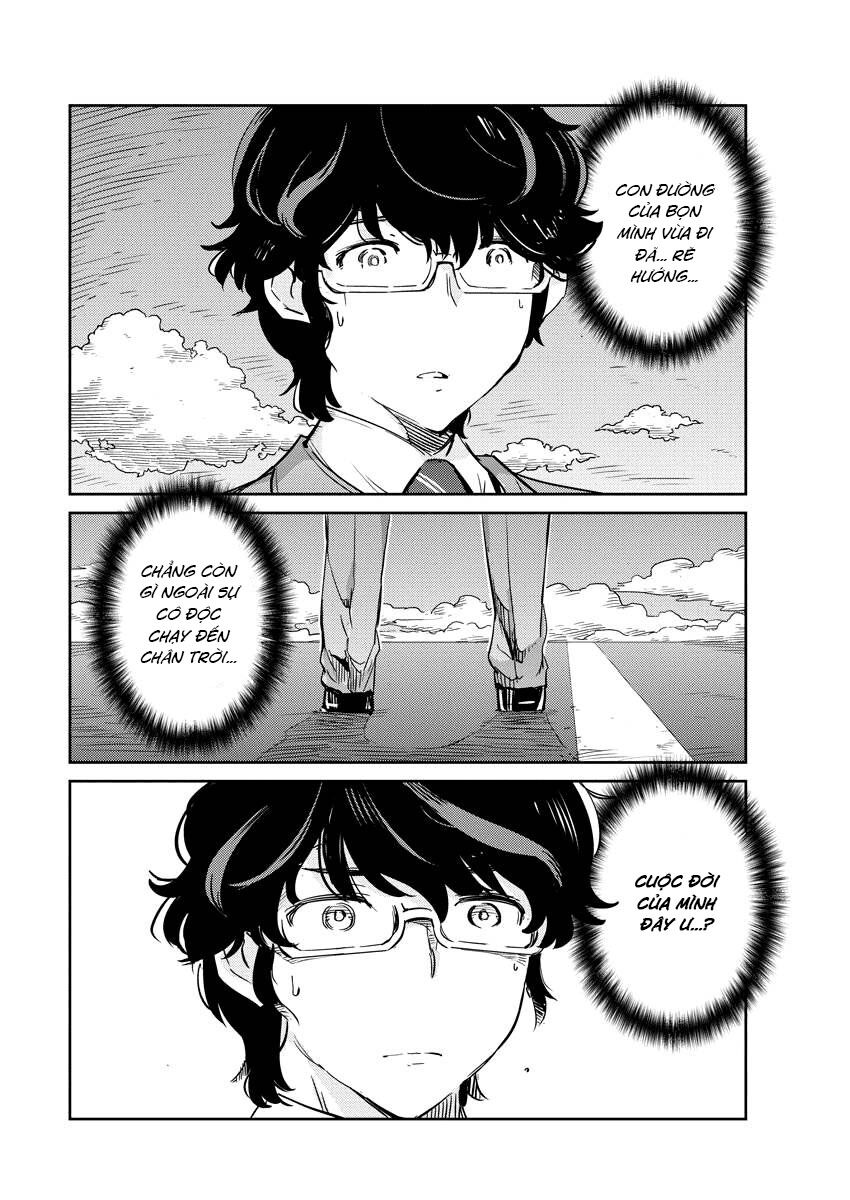 CON ĐƯỜNG
CỦA BỌN
MÌNH VỪA ĐI
ĐÃ... RẼ
HƯỚNG...
CHẲNG CÒN
GÌ NGOÀI SỰ
CÔ ĐỘC
CHẠY ĐẾN
CHÂN TRỜI...
CUỘC ĐỜI
CỦA MÌNH
ĐÂY Ư...?